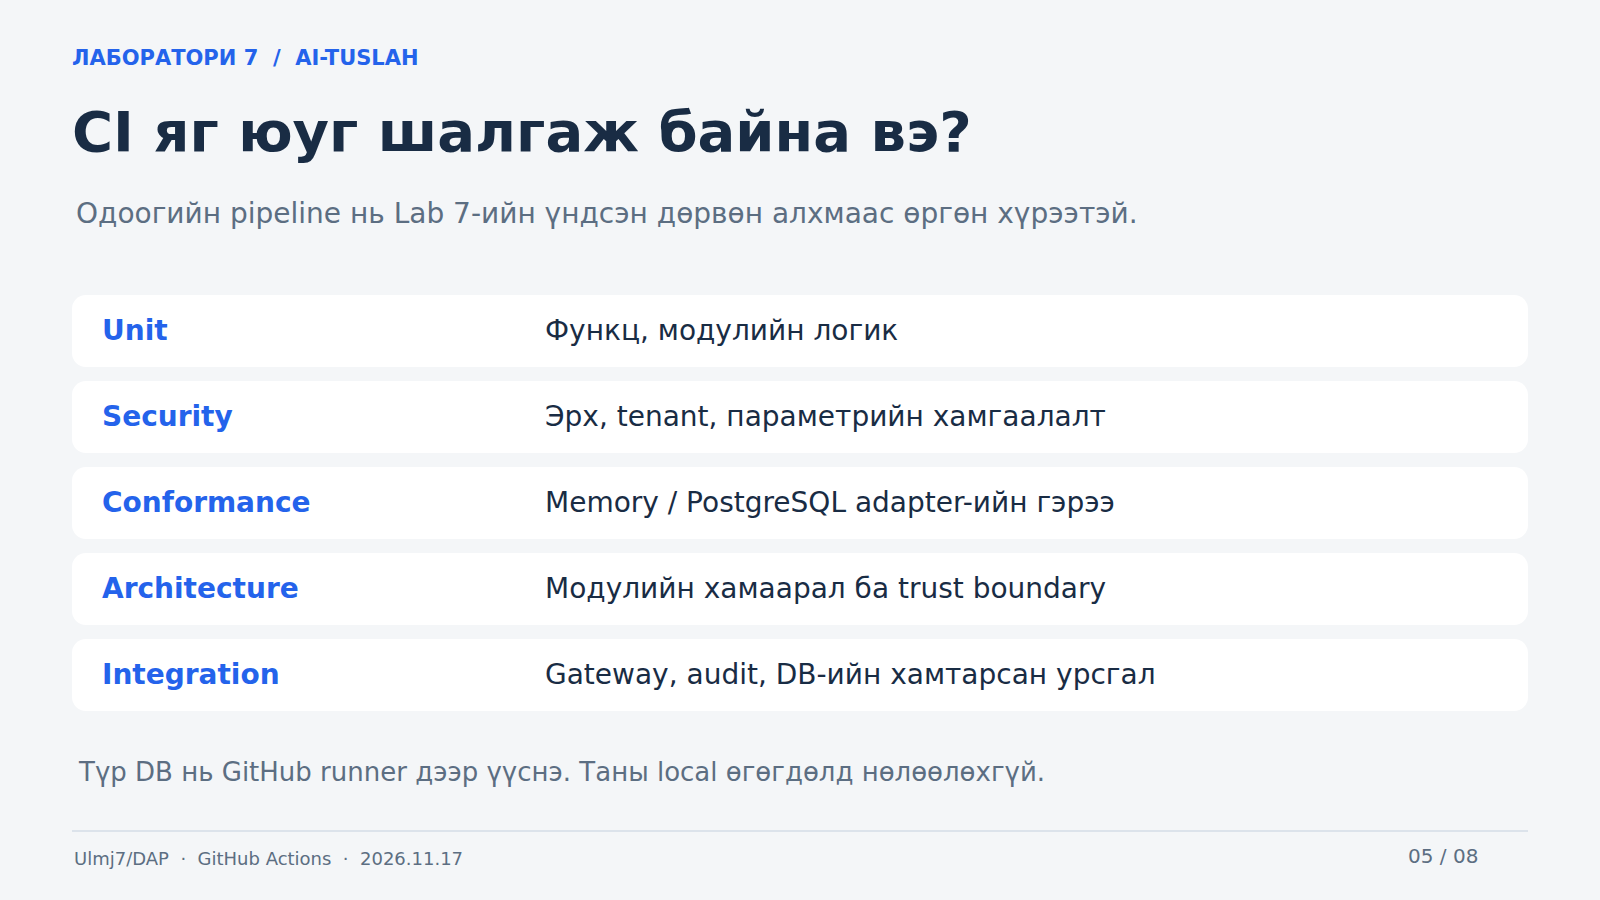 ЛАБОРАТОРИ 7 / AI-TUSLAH
CI яг юуг шалгаж байна вэ?
Одоогийн pipeline нь Lab 7-ийн үндсэн дөрвөн алхмаас өргөн хүрээтэй.
Unit Функц, модулийн логик
Security Эрх, tenant, параметрийн хамгаалалт
Conformance Memory / PostgreSQL adapter-ийн гэрээ
Architecture Модулийн хамаарал ба trust boundary
Integration Gateway, audit, DB-ийн хамтарсан урсгал
Түр DB нь GitHub runner дээр үүснэ. Таны local өгөгдөлд нөлөөлөхгүй.
Ulmj7/DAP · GitHub Actions · 2026.11.17 05 / 08